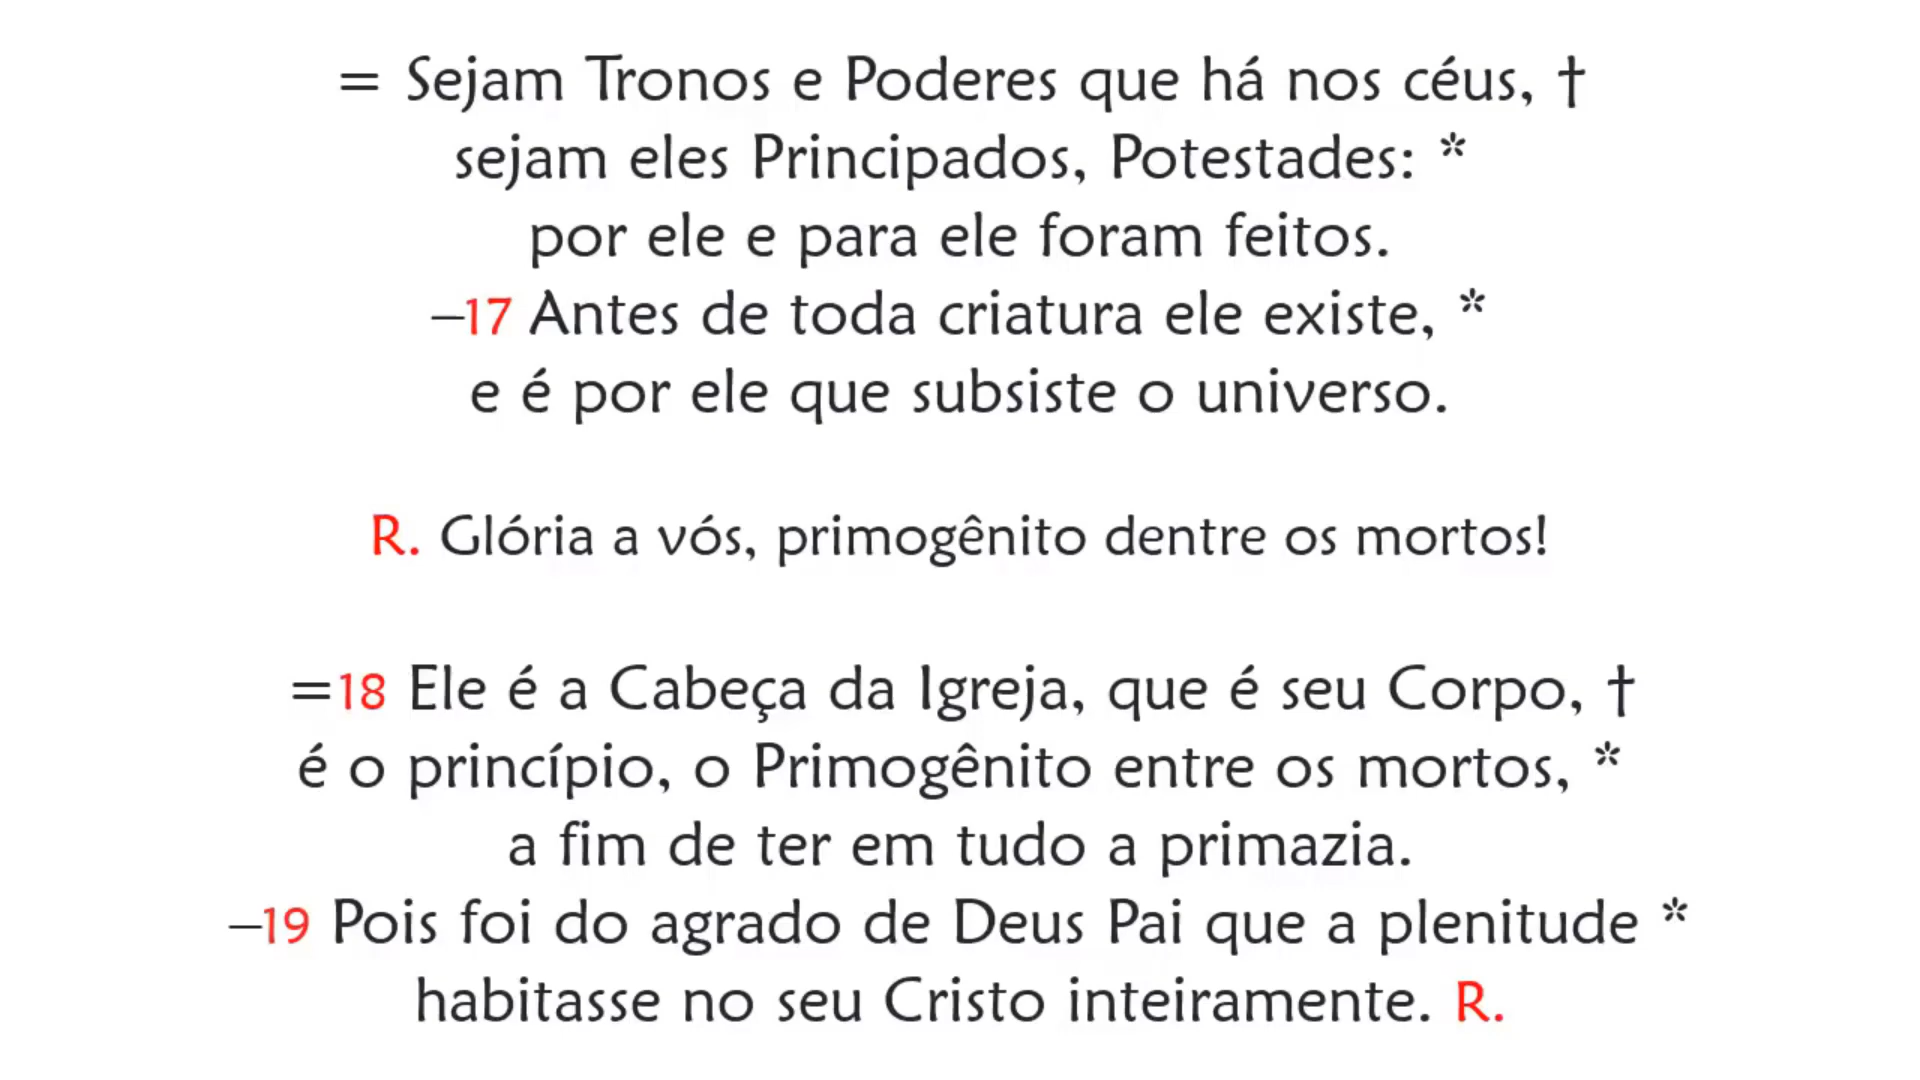 = Sejam Tronos e Poderes que há nos céus, †
sejam eles Principados, Potestades: *
por ele e para ele foram feitos.
–17 Antes de toda criatura ele existe, *
e é por ele que subsiste o universo.
R. Glória a vós, primogênito dentre os mortos!
=18 Ele é a Cabeça da Igreja, que é seu Corpo, †
é o princípio, o Primogênito entre os mortos, *
a fim de ter em tudo a primazia.
–19 Pois foi do agrado de Deus Pai que a plenitude *
habitasse no seu Cristo inteiramente. R.